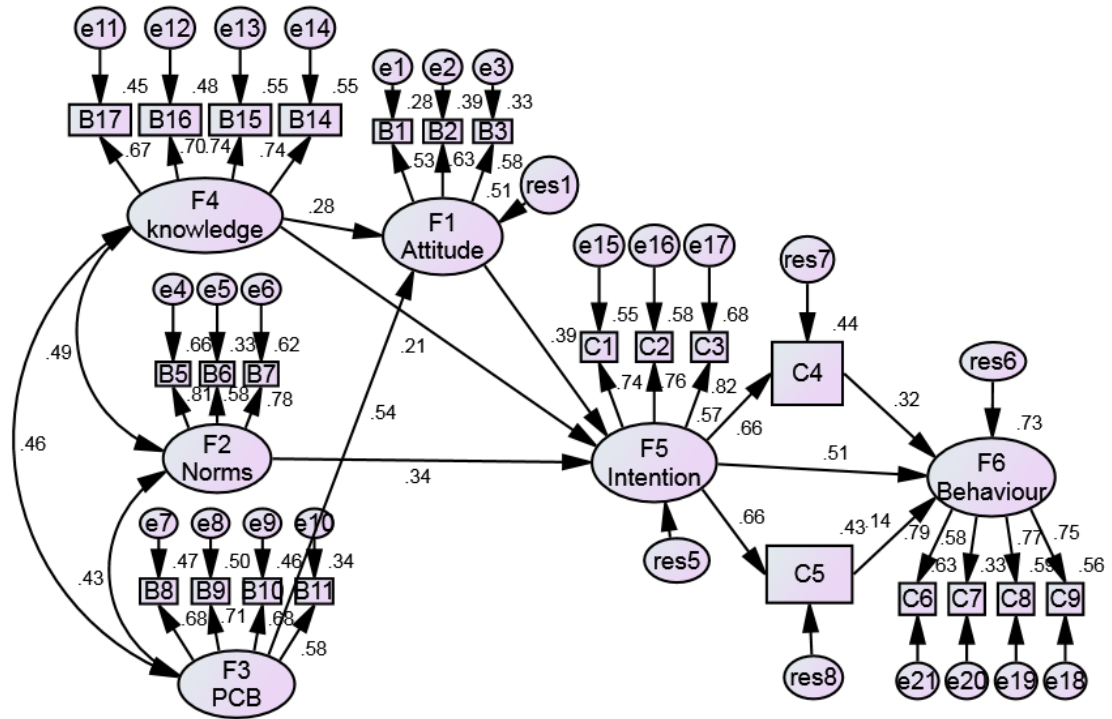 e11 e12 e13 e14
.45 .48 .55 .55
B17 B16 B15 B14
.67 .70 .74 .74
F4
knowledge
e1 e2 e3
.28 .39 .33
B1 B2 B3
.53 .63 .58
.51
res1
F1
Attitude
.28
.21
.54
.39
.49
.46
.43
e4 e5 e6
.66 .33 .62
B5 B6 B7
.81 .58 .78
F2
Norms
.34
e7 e8 e9 e10
.47 .50 .46 .34
B8 B9 B10 B11
.68 .71 .68 .58
F3
PCB
e15 e16 e17
.55 .58 .68
C1 C2 C3
.74 .76 .82
.57
F5
Intention
res5
res7
.44
C4
.66
.32
.51
.66
.43 .14
C5
res8
res6
.73
F6
Behaviour
.79 .58 .77 .75
.63 .33 .59 .56
C6 C7 C8 C9
e21 e20 e19 e18